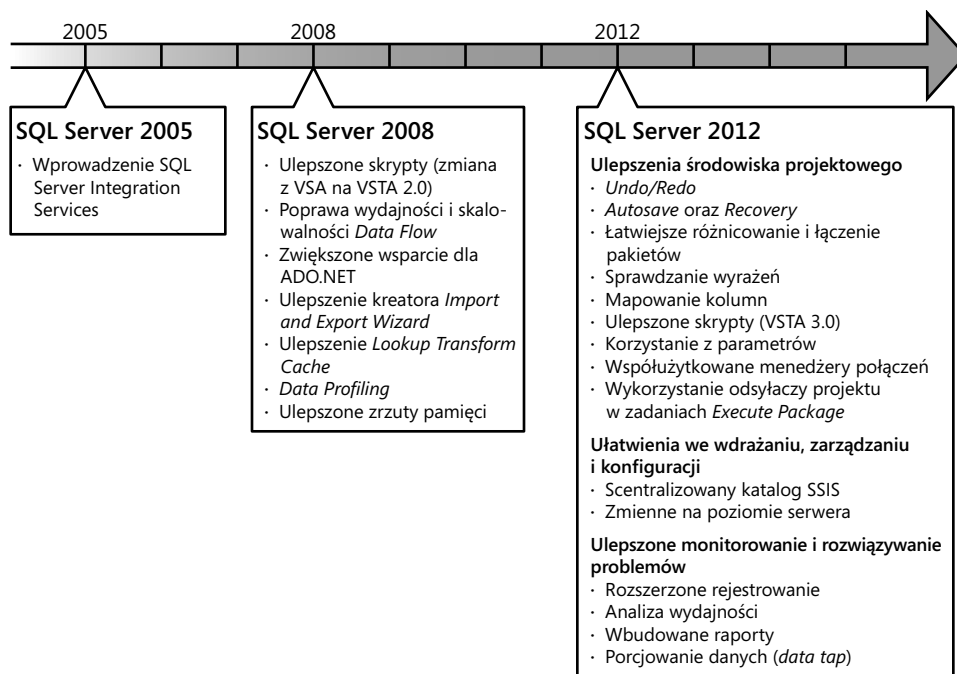 2005
2008
2012
SQL Server 2005
· Wprowadzenie SQL
Server Integration
Services
SQL Server 2008
· Ulepszone skrypty (zmiana
z VSA na VSTA 2.0)
· Poprawa wydajności i skalo-
walności Data Flow
· Zwiększone wsparcie dla
ADO.NET
· Ulepszenie kreatora Import
and Export Wizard
· Ulepszenie Lookup Transform
Cache
· Data Profiling
· Ulepszone zrzuty pamięci
SQL Server 2012
Ulepszenia środowiska projektowego
· Undo/Redo
· Autosave oraz Recovery
· Łatwiejsze różnicowanie i łączenie
pakietów
· Sprawdzanie wyrażeń
· Mapowanie kolumn
· Ulepszone skrypty (VSTA 3.0)
· Korzystanie z parametrów
· Współużytkowane menedżery połączeń
· Wykorzystanie odsyłaczy projektu
w zadaniach Execute Package
Ułatwienia we wdrażaniu, zarządzaniu
i konfiguracji
· Scentralizowany katalog SSIS
· Zmienne na poziomie serwera
Ulepszone monitorowanie i rozwiązywanie
problemów
· Rozszerzone rejestrowanie
· Analiza wydajności
· Wbudowane raporty
· Porcjowanie danych (data tap)